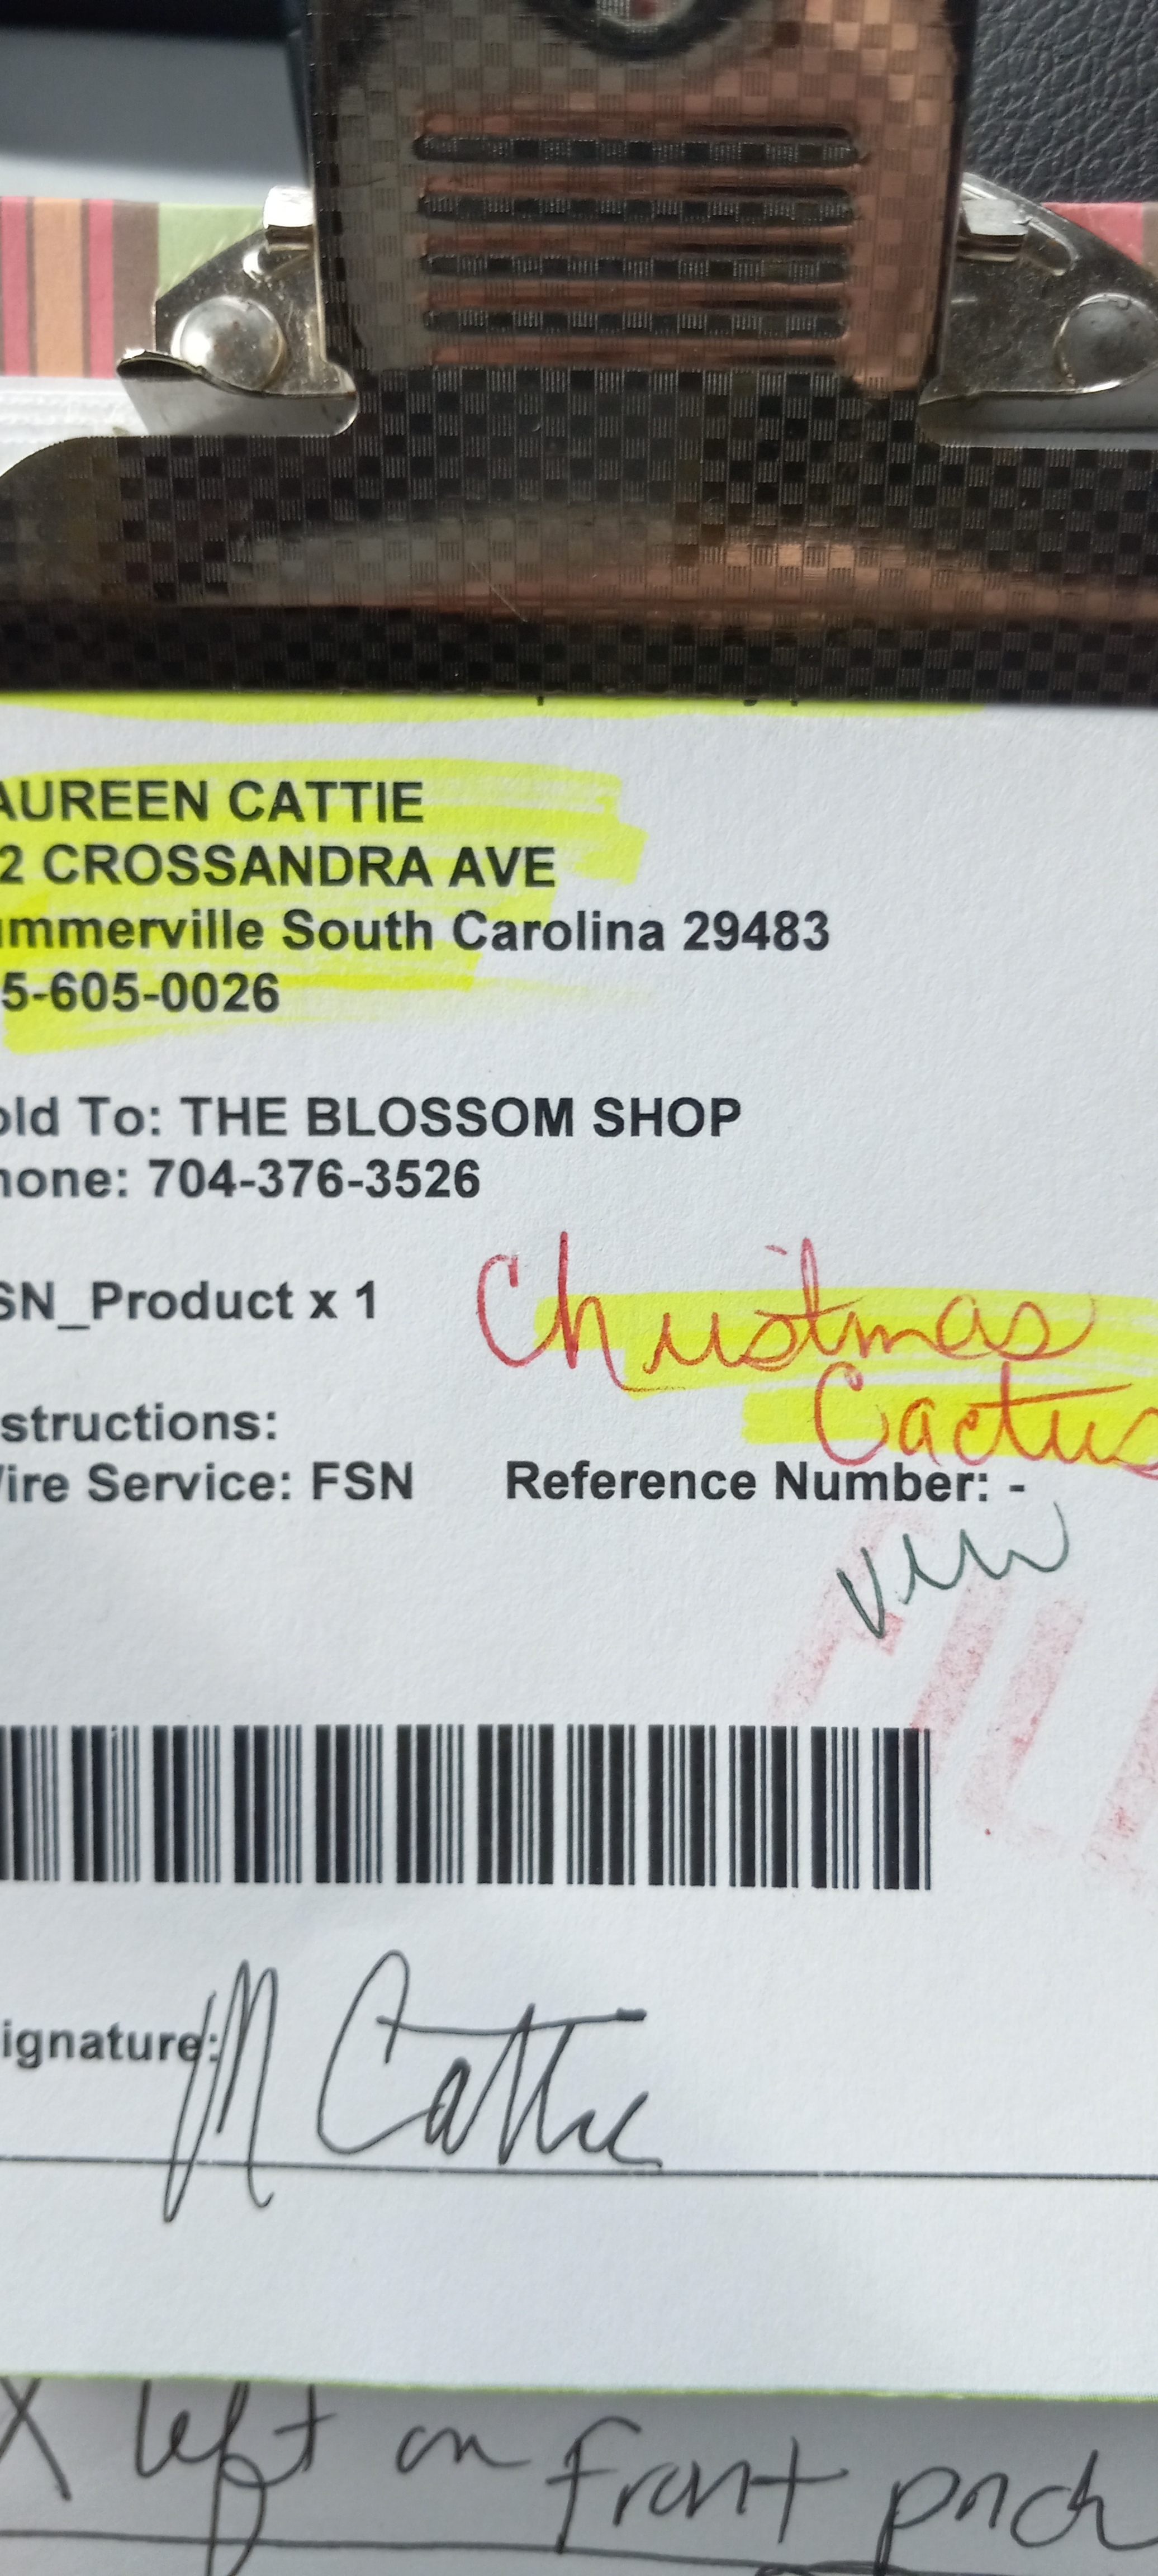 AUREEN CATTIE
2 CROSSANDRA AVE
ummerville South Carolina 29483
5-605-0026
old To: THE BLOSSOM SHOP
hone: 704-376-3526
SN_Product x 1
Christmas
Cactus
structions:
ire Service: FSN Reference Number: -
ignature: M Cattie
X left on front porch